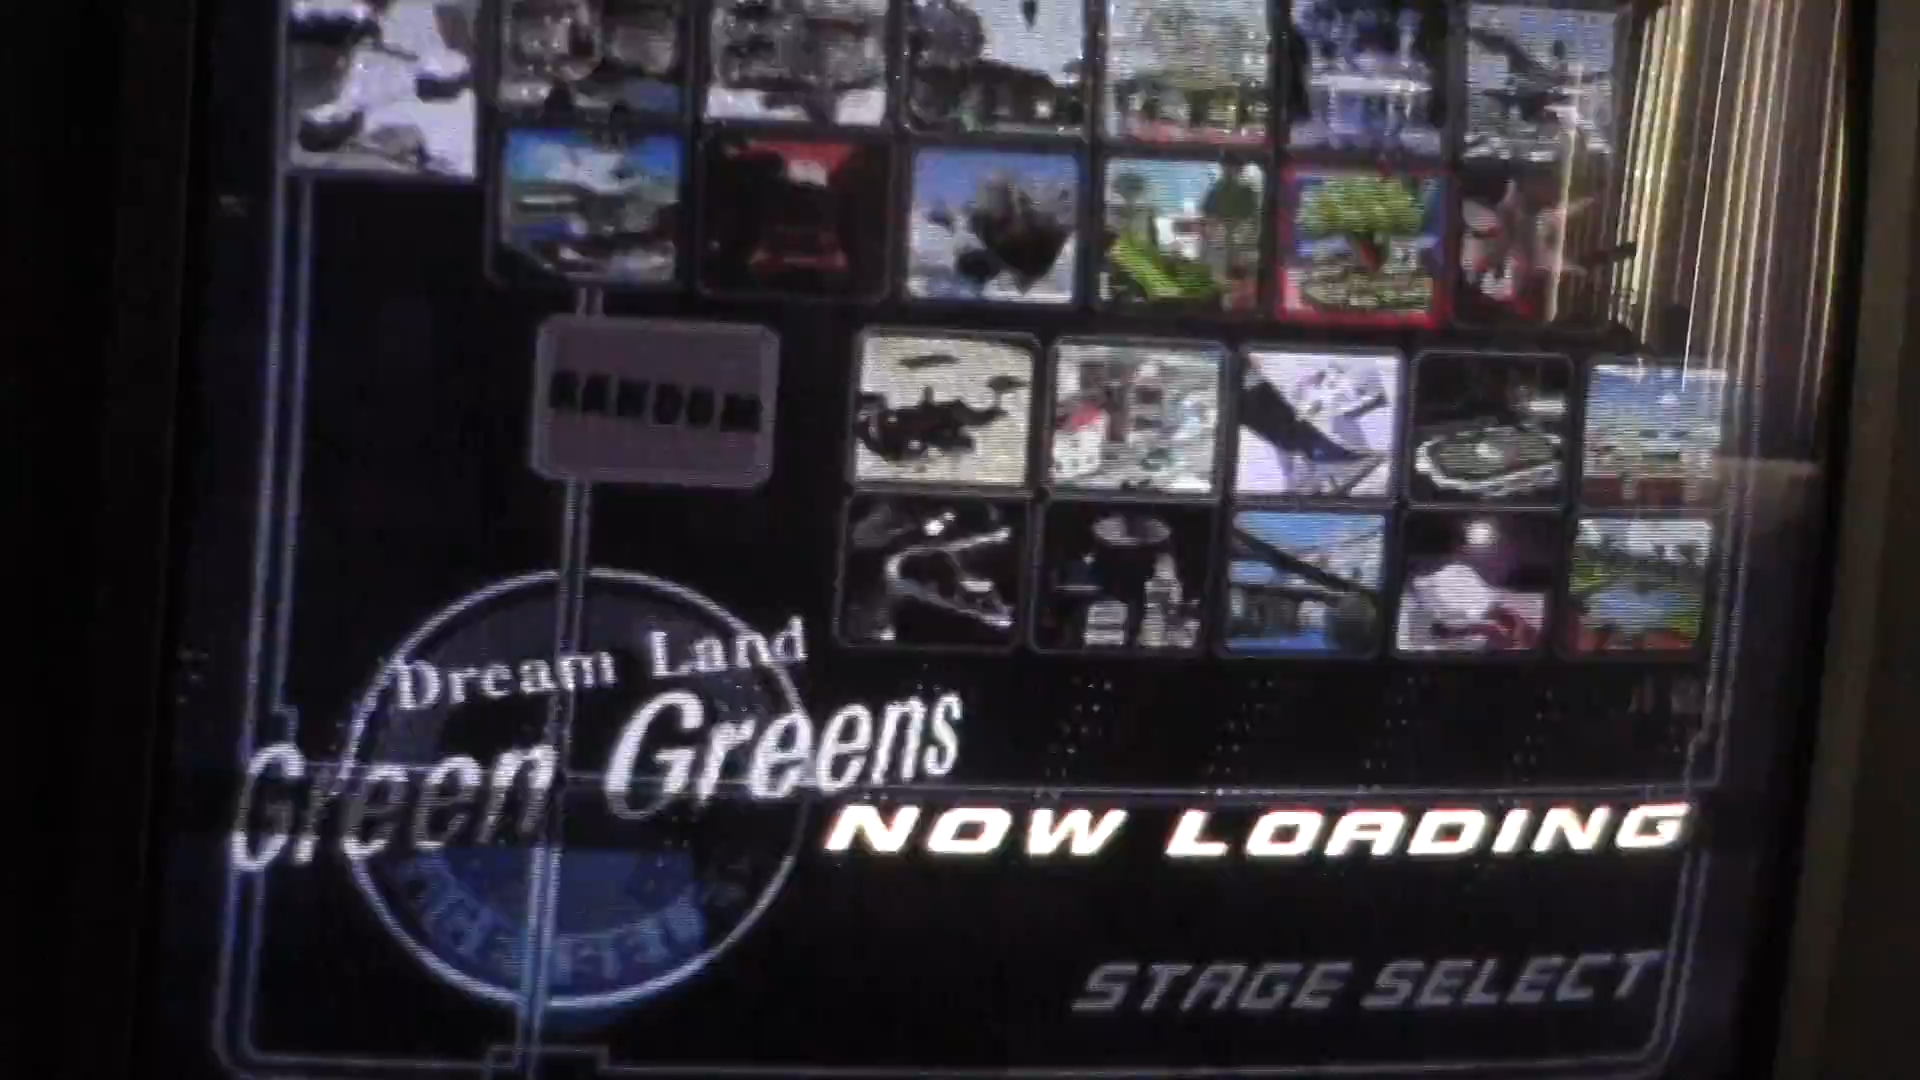 RANDOM
Dream Land
Green Greens
NOW LOADING
STAGE SELECT